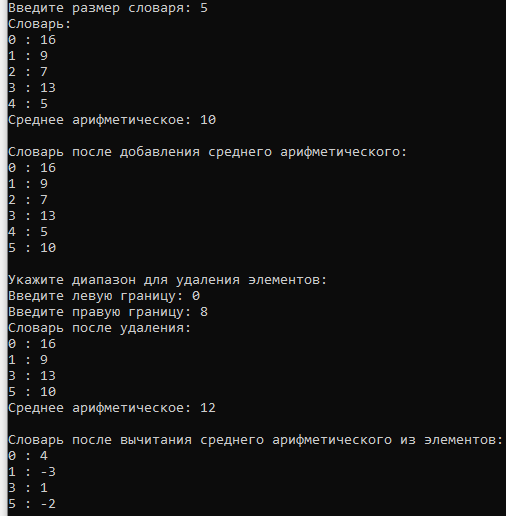 Введите размер словаря: 5
Словарь:
0 : 16
1 : 9
2 : 7
3 : 13
4 : 5
Среднее арифметическое: 10
Словарь после добавления среднего арифметического:
0 : 16
1 : 9
2 : 7
3 : 13
4 : 5
5 : 10
Укажите диапазон для удаления элементов:
Введите левую границу: 0
Введите правую границу: 8
Словарь после удаления:
0 : 16
1 : 9
3 : 13
5 : 10
Среднее арифметическое: 12
Словарь после вычитания среднего арифметического из элементов:
0 : 4
1 : -3
3 : 1
5 : -2